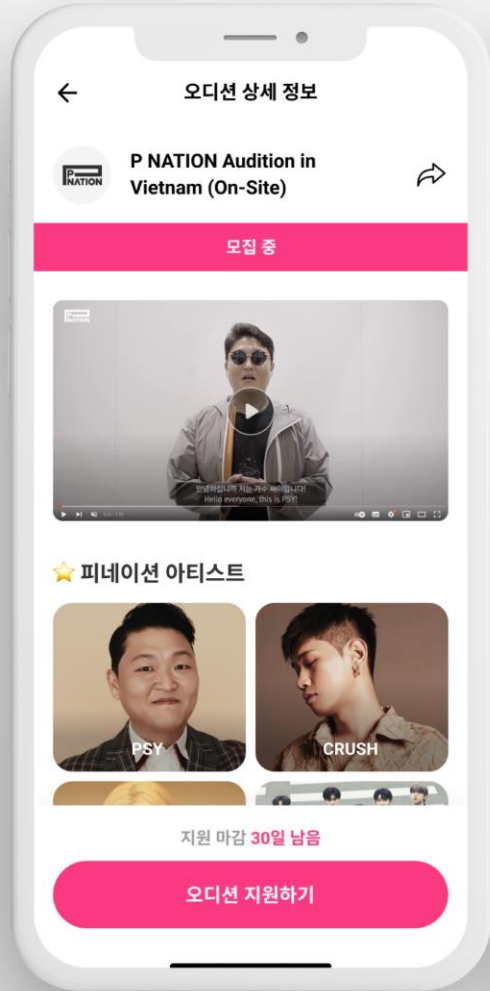 오디션 상세 정보
P NATION
P NATION Audition in
Vietnam (On-Site)
모집 중
P NATION
안녕하십니까 저는 가수 싸이입니다!
Hello everyone, this is PSY!
⭐ 피네이션 아티스트
PSY
CRUSH
지원 마감 30일 남음
오디션 지원하기